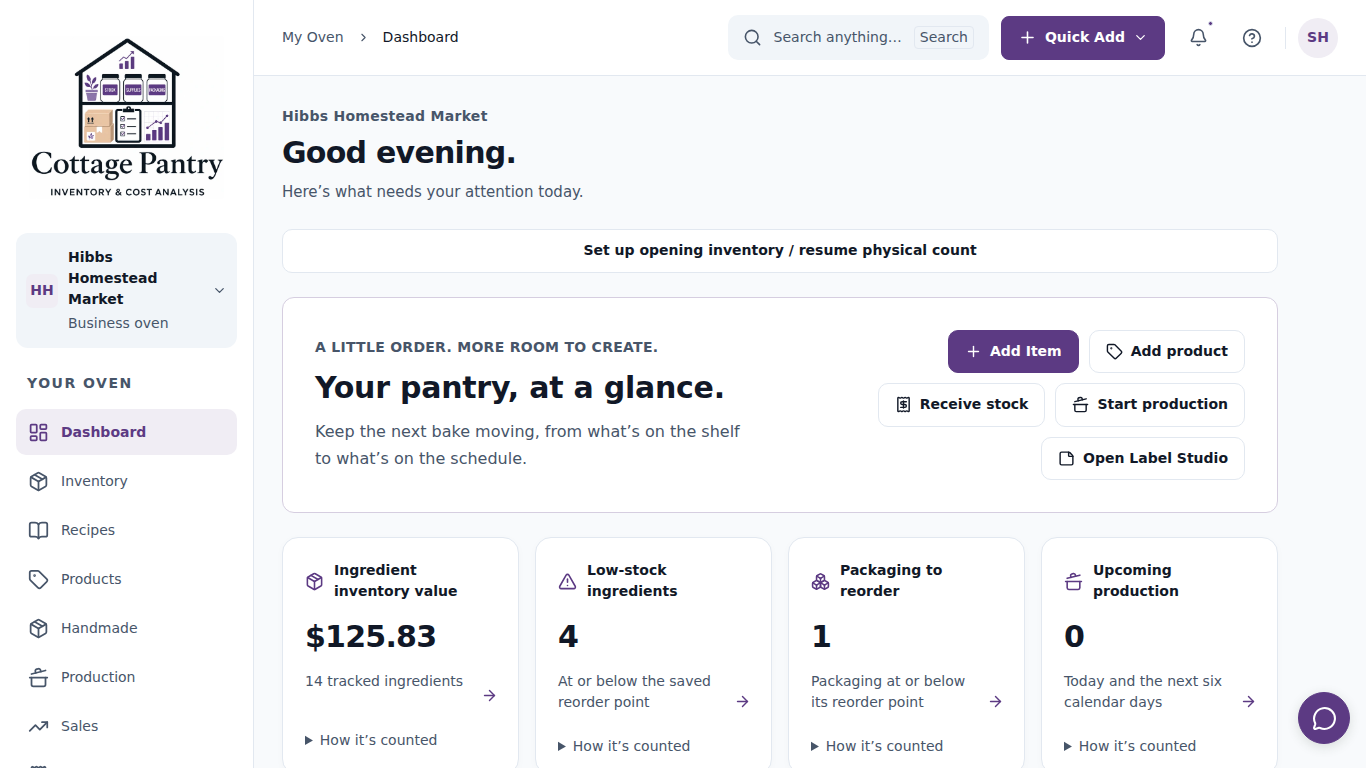 Cottage Pantry
INVENTORY & COST ANALYSIS
HH
Hibbs
Homestead
Market
Business oven
YOUR OVEN
Dashboard
Inventory
Recipes
Products
Handmade
Production
Sales
My Oven
Dashboard
Search anything...
Search
Quick Add
SH
Hibbs Homestead Market
Good evening.
Here’s what needs your attention today.
Set up opening inventory / resume physical count
A LITTLE ORDER. MORE ROOM TO CREATE.
Your pantry, at a glance.
Keep the next bake moving, from what’s on the shelf
to what’s on the schedule.
Add Item
Add product
Receive stock
Start production
Open Label Studio
Ingredient
inventory value
$125.83
14 tracked ingredients
How it’s counted
Low-stock
ingredients
4
At or below the saved
reorder point
How it’s counted
Packaging to
reorder
1
Packaging at or below
its reorder point
How it’s counted
Upcoming
production
0
Today and the next six
calendar days
How it’s counted